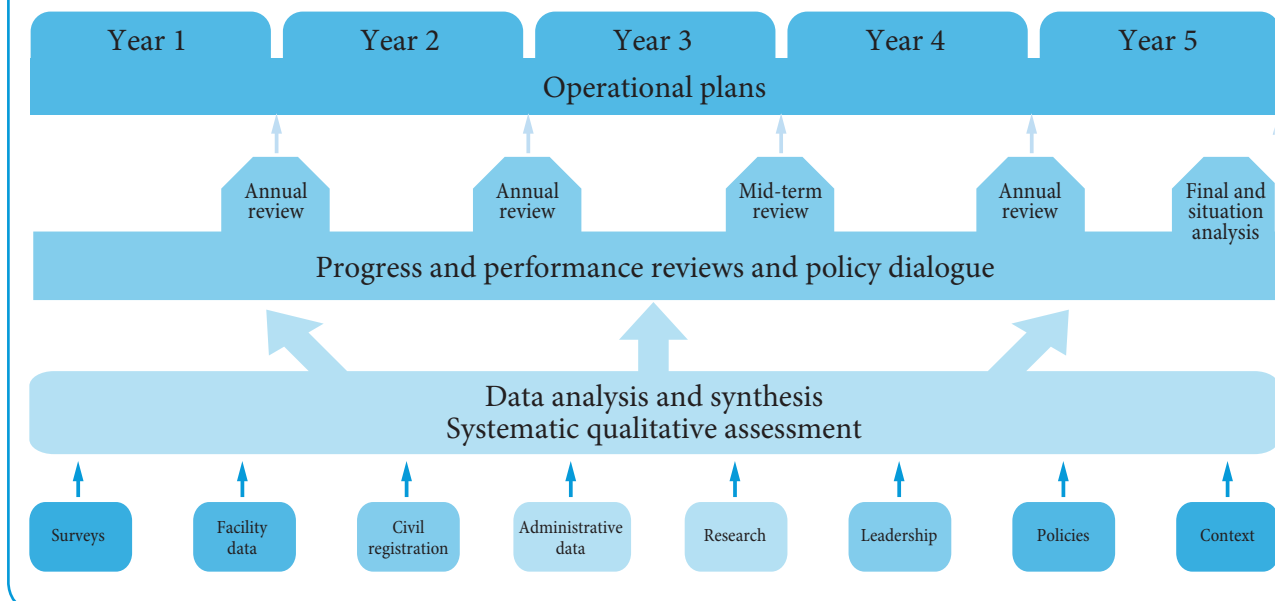 Year 1
Year 2
Year 3
Year 4
Year 5
Operational plans
Annual
review
Annual
review
Mid-term
review
Annual
review
Final and
situation
analysis
Progress and performance reviews and policy dialogue
Data analysis and synthesis
Systematic qualitative assessment
Surveys
Facility
data
Civil
registration
Administrative
data
Research
Leadership
Policies
Context